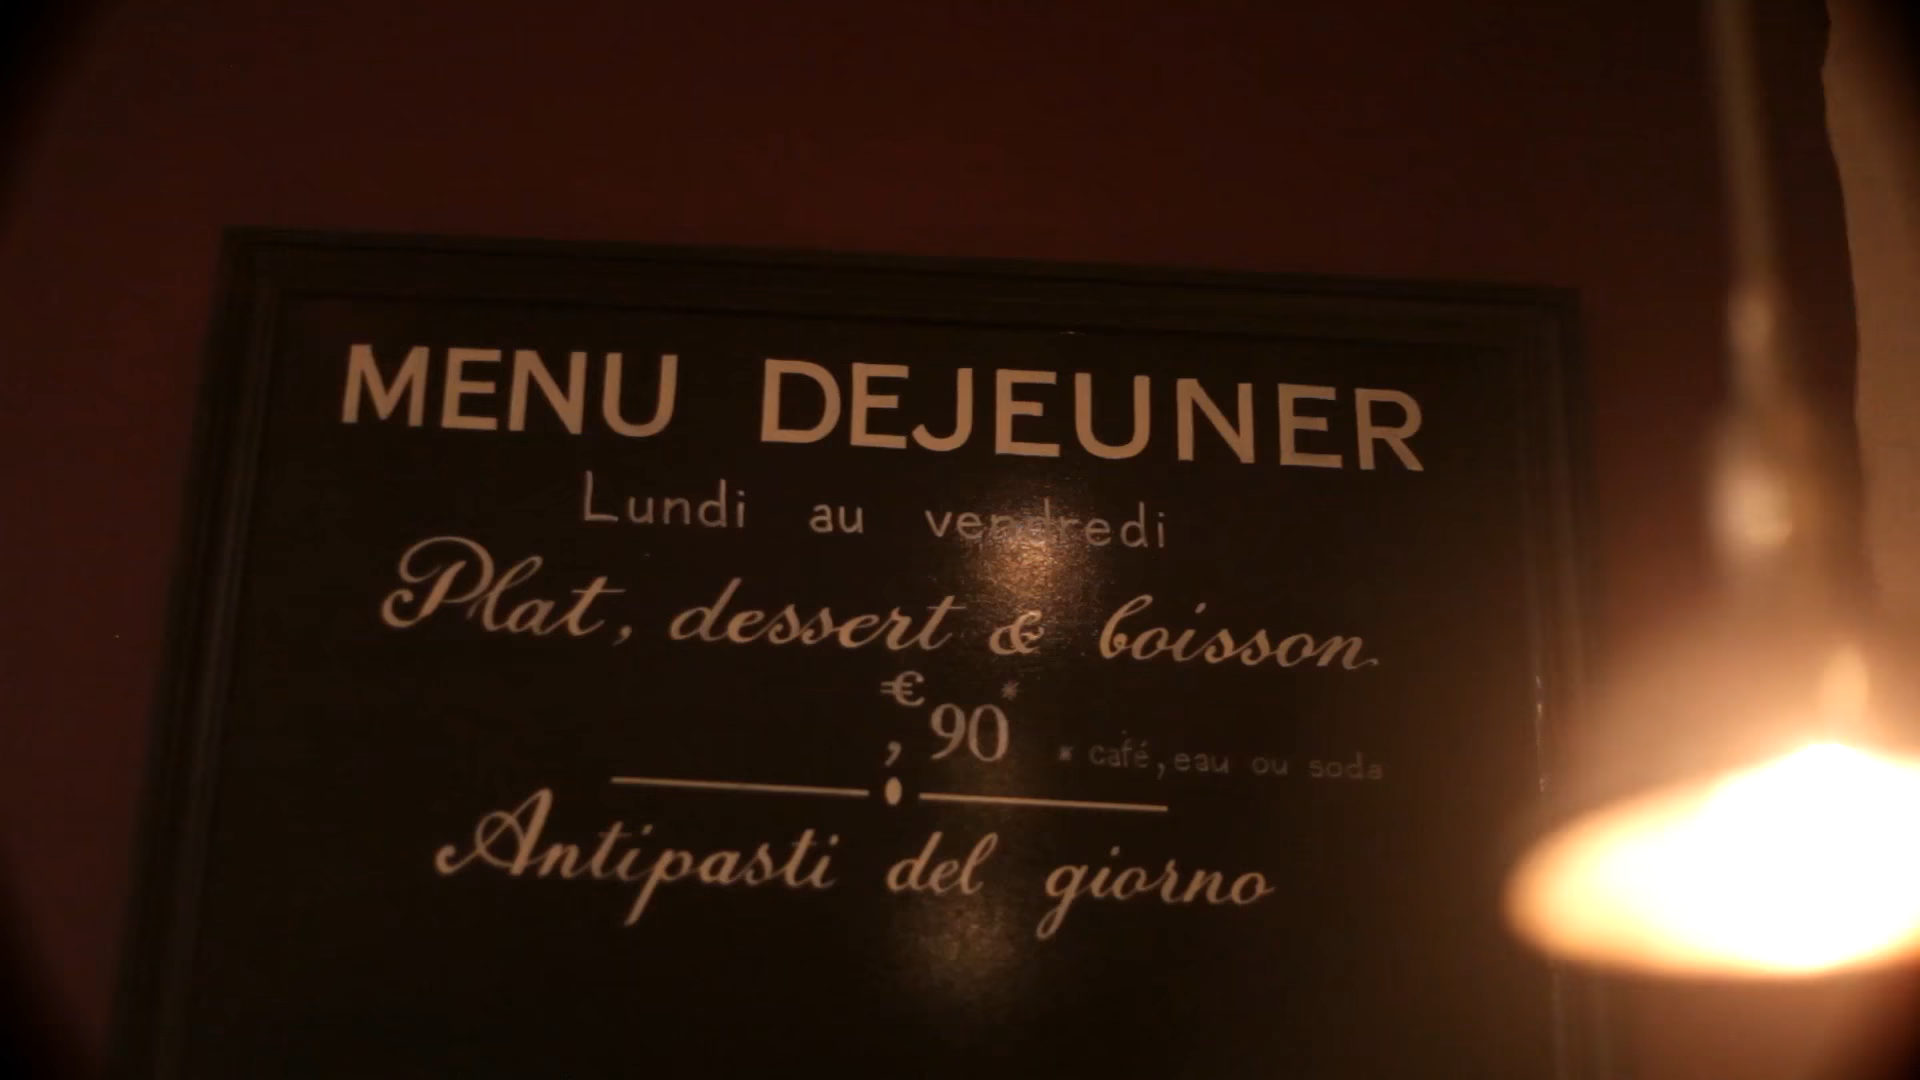 MENU DEJEUNER
Lundi au vendredi
Plat, dessert & boisson.
€ ,90*
* café, eau ou soda
Antipasti del giorno